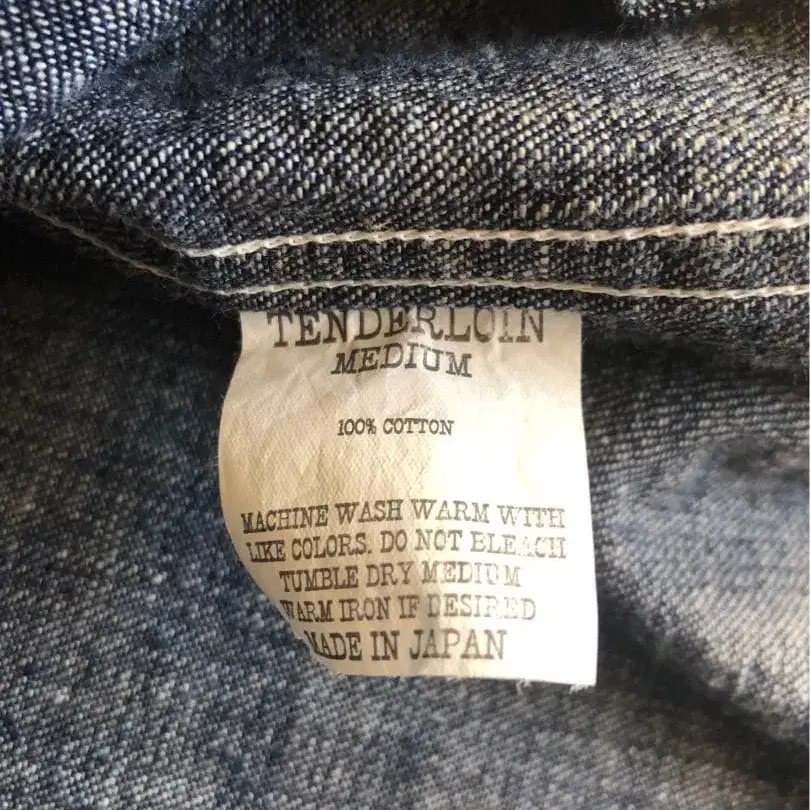 TENDERLOIN
MEDIUM
100% COTTON
MACHINE WASH WARM WITH
LIKE COLORS. DO NOT BLEACH
TUMBLE DRY MEDIUM
WARM IRON IF DESIRED
MADE IN JAPAN